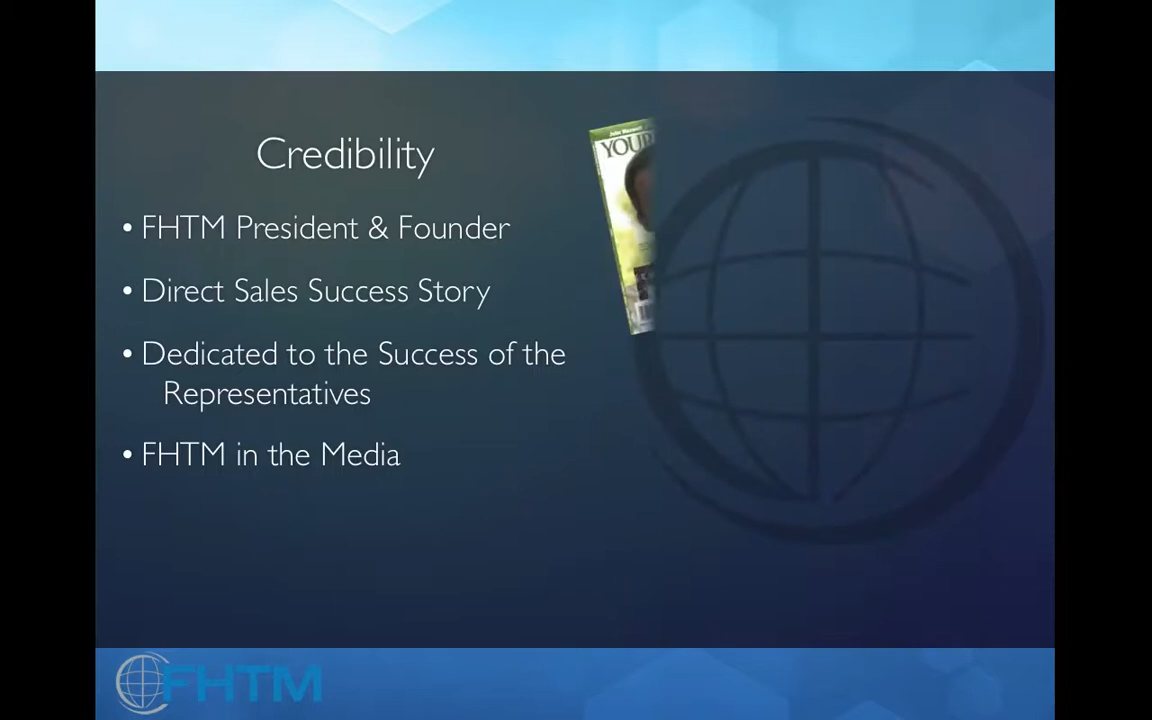 Credibility
• FHTM President & Founder
• Direct Sales Success Story
• Dedicated to the Success of the
Representatives
• FHTM in the Media
YOUR
FHTM